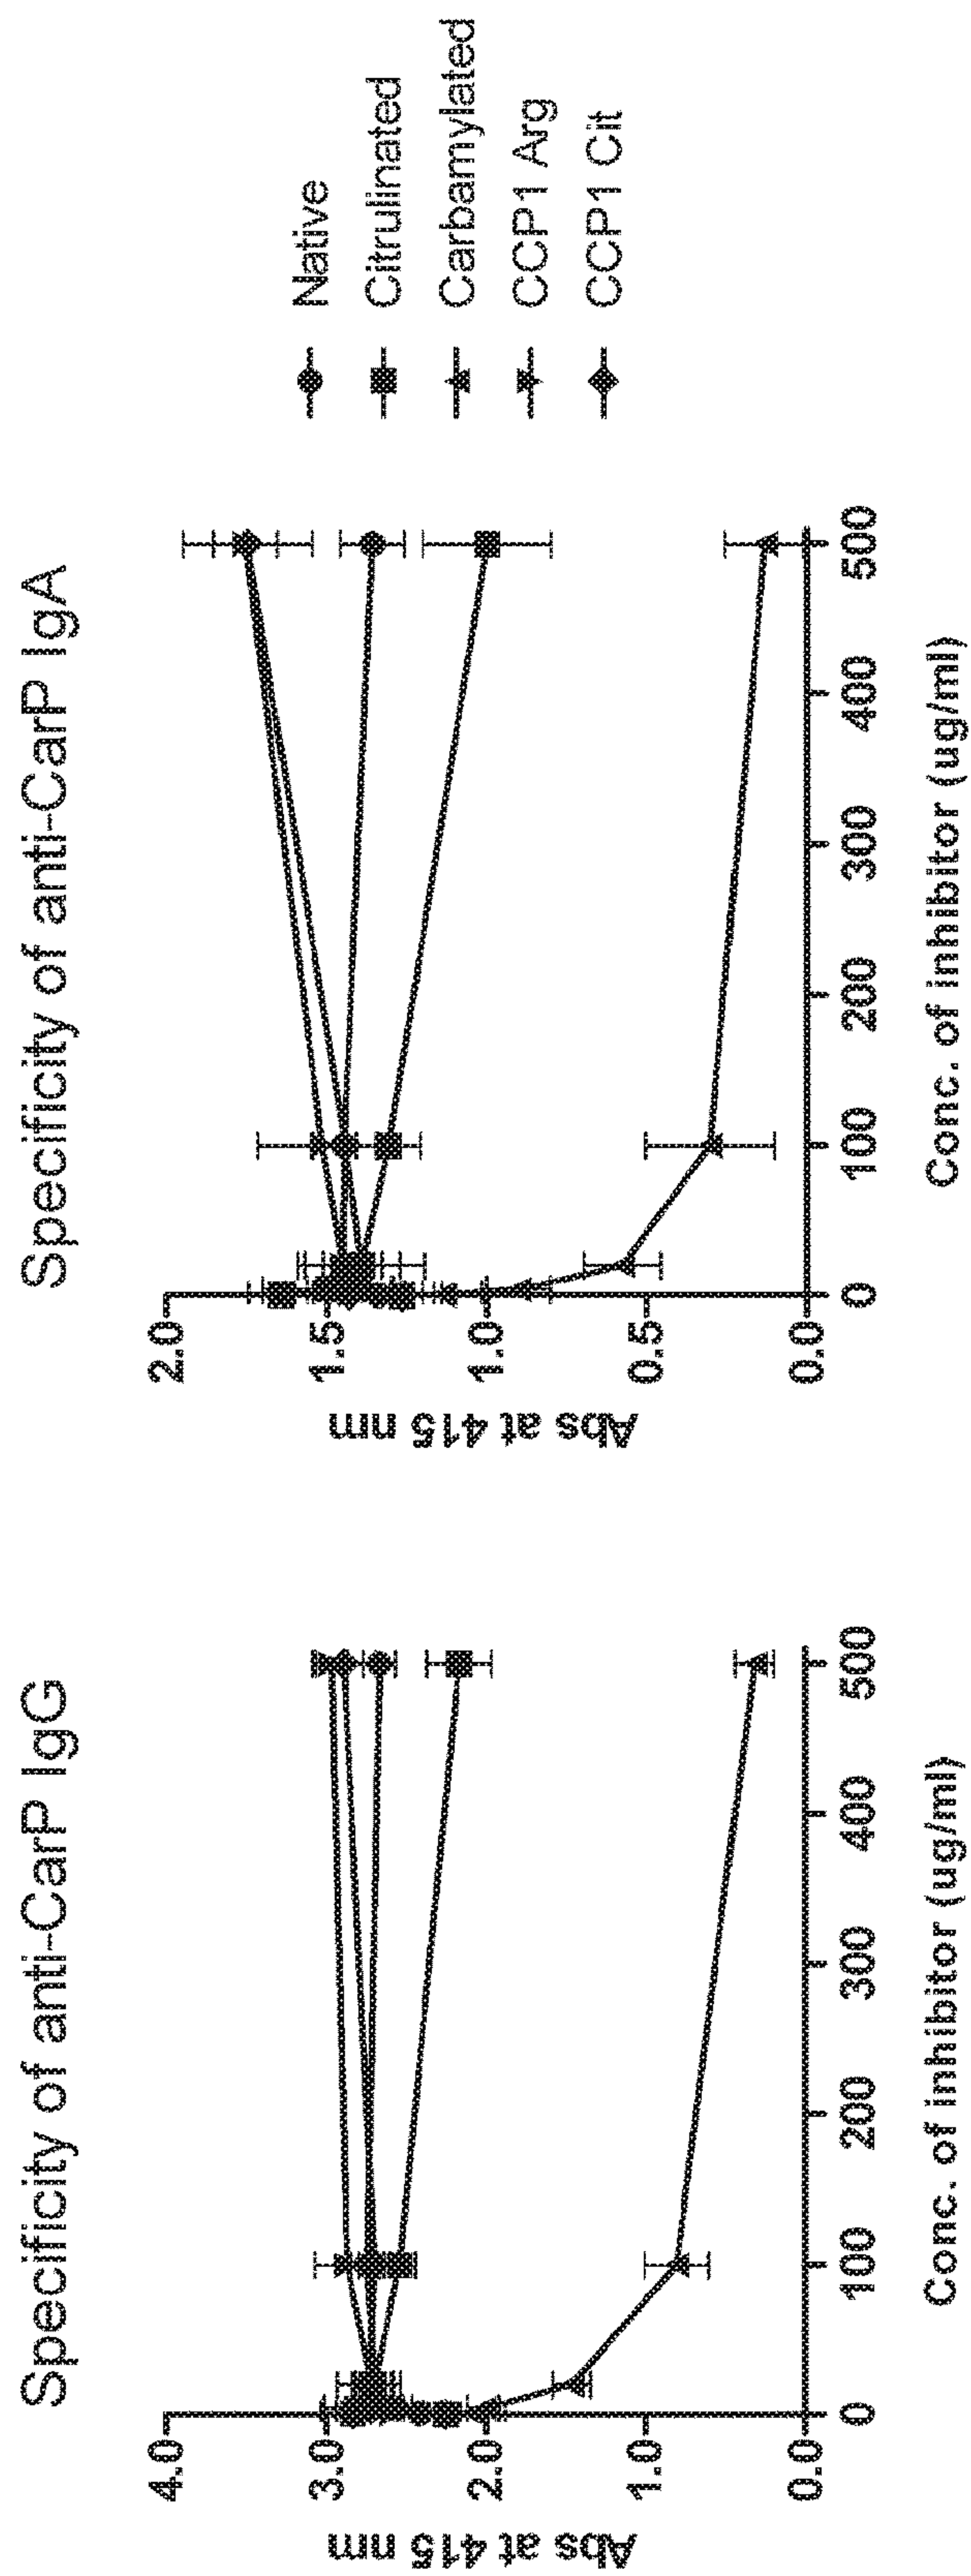 Specificity of anti-CarP IgG
Abs at 415 nm
4.0
3.0
2.0
1.0
0.0
0 100 200 300 400 500
Conc. of inhibitor (ug/ml)
Specificity of anti-CarP IgA
Abs at 415 nm
2.0
1.5
1.0
0.5
0.0
0 100 200 300 400 500
Conc. of inhibitor (ug/ml)
Native
Citrulinated
Carbamylated
CCP1 Arg
CCP1 Cit